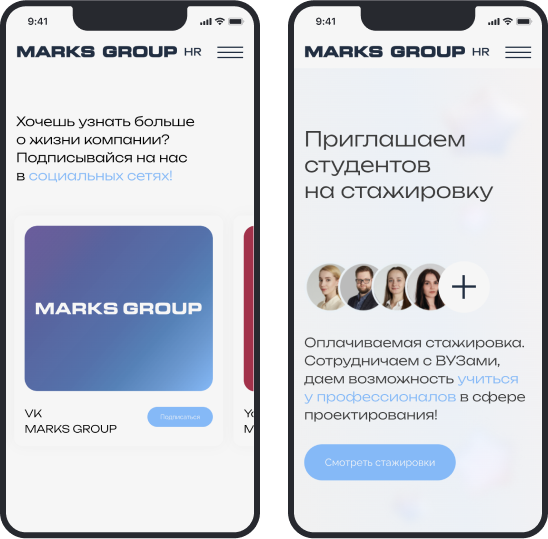 9:41
MARKS GROUP HR
Хочешь узнать больше
о жизни компании?
Подписывайся на нас
в социальных сетях!
MARKS GROUP
VK
MARKS GROUP
Подписаться
9:41
MARKS GROUP HR
Приглашаем
студентов
на стажировку
Оплачиваемая стажировка.
Сотрудничаем с ВУЗами,
даем возможность учиться
у профессионалов в сфере
проектирования!
Смотреть стажировки